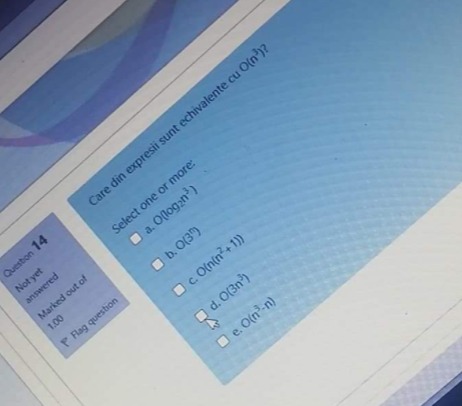 Question 14
Not yet
answered
Marked out of
1.00
Flag question
Care din expresii sunt echivalente cu O(n³)?
Select one or more:
a. O(log₂n³)
b. O(3ⁿ)
c. O(n(n²+1))
d. O(3n³)
e. O(n³-n)